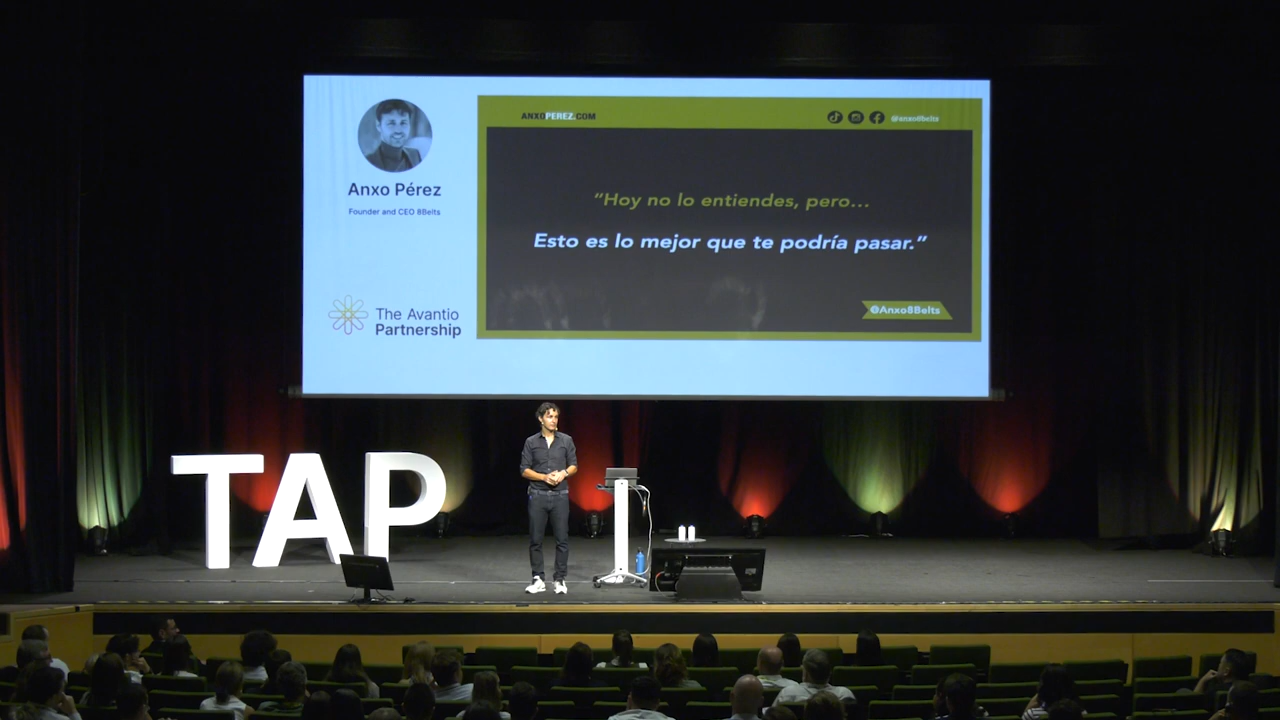 Anxo Pérez
Founder and CEO 8Belts
The Avantio
Partnership
ANXOPEREZ.COM
@anxo8belts
“Hoy no lo entiendes, pero...
Esto es lo mejor que te podría pasar.”
@Anxo8Belts
TAP